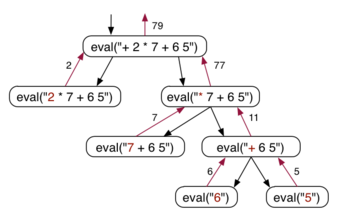 79
eval("+ 2 * 7 + 6 5")
2
77
eval("2 * 7 + 6 5")
eval("* 7 + 6 5")
7
11
eval("7 + 6 5")
eval("+ 6 5")
6
5
eval("6")
eval("5")